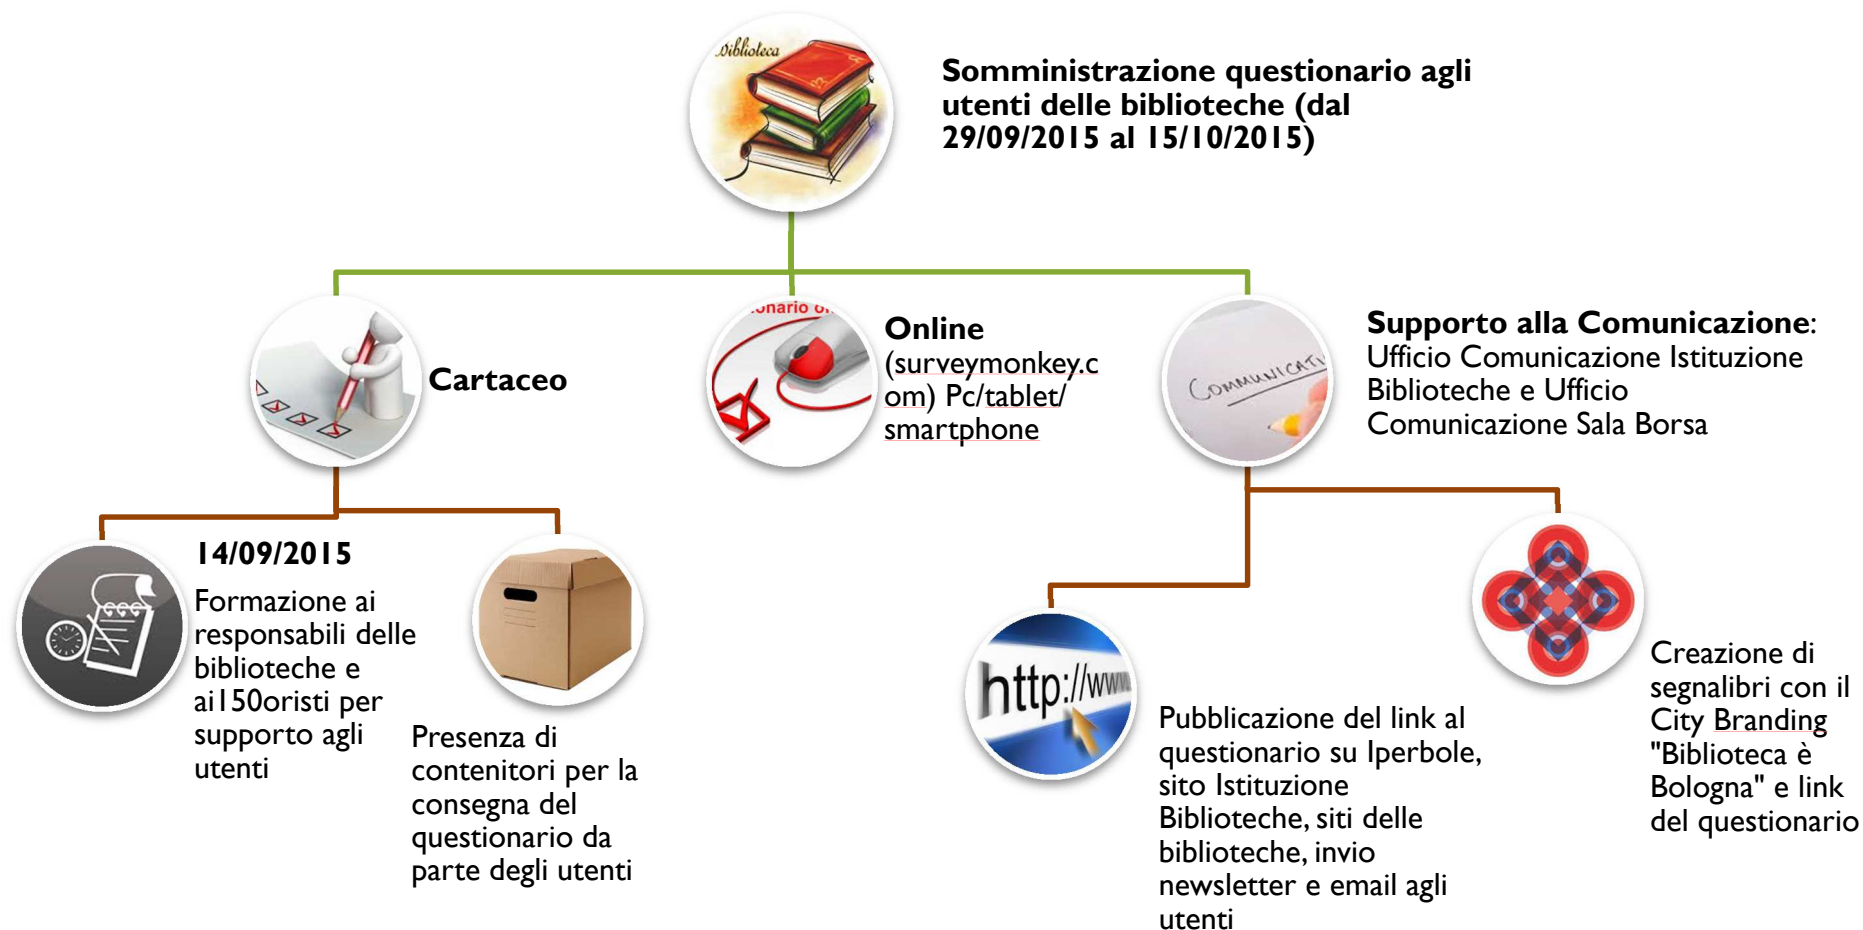 Biblioteca
Somministrazione questionario agli
utenti delle biblioteche (dal
29/09/2015 al 15/10/2015)
Cartaceo
onario on
Online
(surveymonkey.c
om) Pc/tablet/
smartphone
COMMUNICATI
Supporto alla Comunicazione:
Ufficio Comunicazione Istituzione
Biblioteche e Ufficio
Comunicazione Sala Borsa
14/09/2015
Formazione ai
responsabili delle
biblioteche e
ai150oristi per
supporto agli
utenti
Presenza di
contenitori per la
consegna del
questionario da
parte degli utenti
http://www.
Pubblicazione del link al
questionario su Iperbole,
sito Istituzione
Biblioteche, siti delle
biblioteche, invio
newsletter e email agli
utenti
Creazione di
segnalibri con il
City Branding
"Biblioteca è
Bologna" e link
del questionario